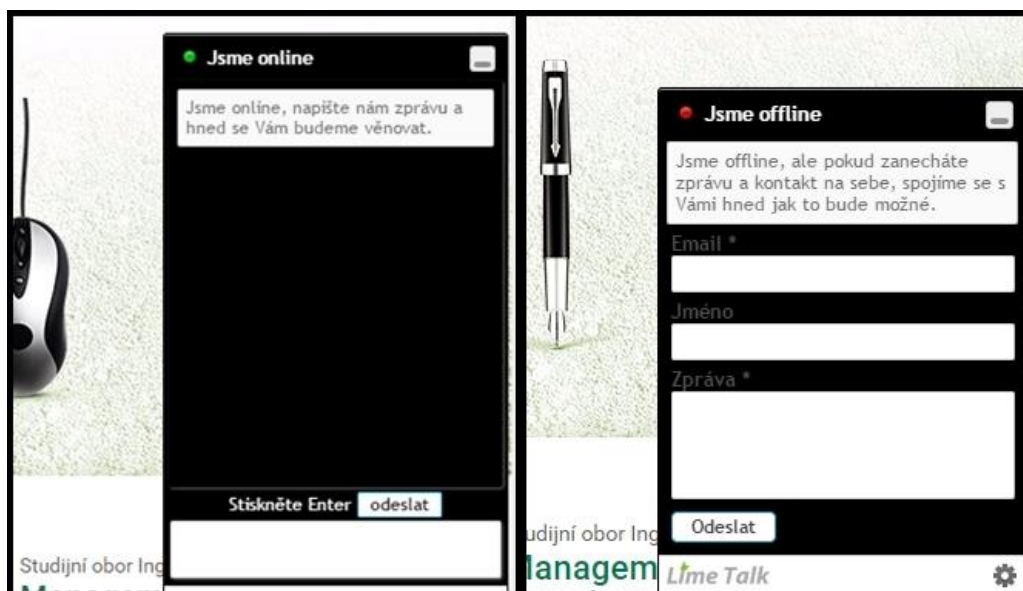 Jsme online
Jsme online, napište nám zprávu a
hned se Vám budeme věnovat.
Stiskněte Enter odeslat
Studijní obor Ing
Jsme offline
Jsme offline, ale pokud zanecháte
zprávu a kontakt na sebe, spojíme se s
Vámi hned jak to bude možné.
Email *
Jméno
Zpráva *
Odeslat
udijní obor Ing
Managem
Lime Talk